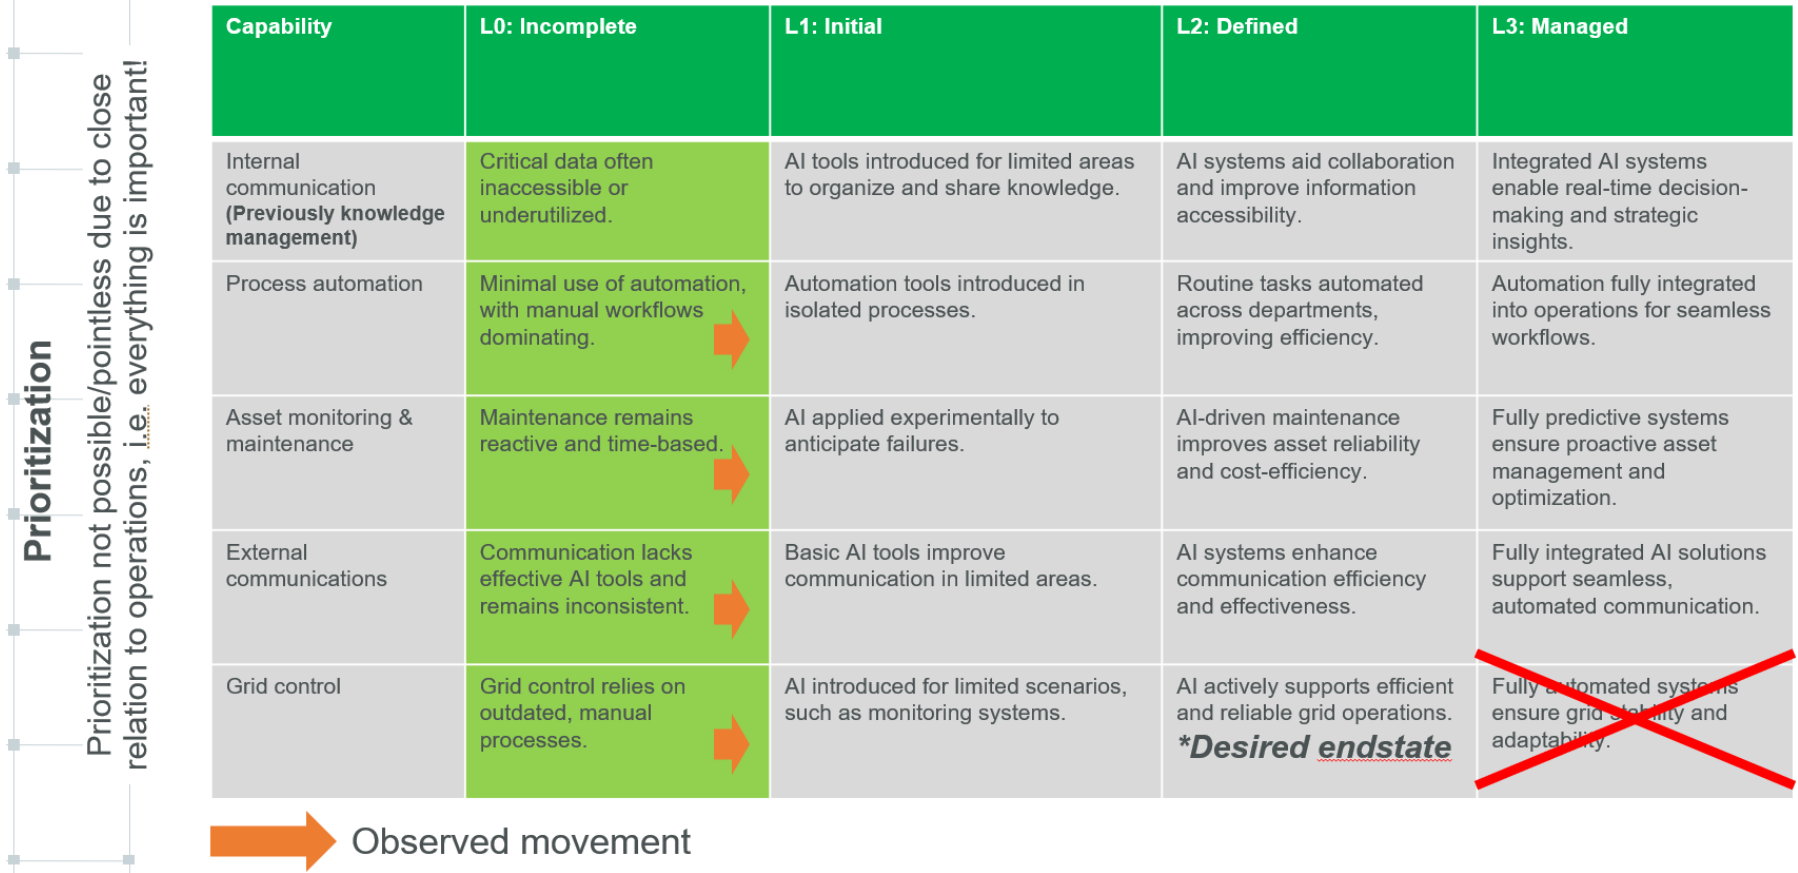 Prioritization
Prioritization not possible/pointless due to close
relation to operations, i.e. everything is important!
Capability
L0: Incomplete
L1: Initial
L2: Defined
L3: Managed
Internal
communication
(Previously knowledge
management)
Critical data often
inaccessible or
underutilized.
AI tools introduced for limited areas
to organize and share knowledge.
AI systems aid collaboration
and improve information
accessibility.
Integrated AI systems
enable real-time decision-
making and strategic
insights.
Process automation
Minimal use of automation,
with manual workflows
dominating.
Automation tools introduced in
isolated processes.
Routine tasks automated
across departments,
improving efficiency.
Automation fully integrated
into operations for seamless
workflows.
Asset monitoring &
maintenance
Maintenance remains
reactive and time-based.
AI applied experimentally to
anticipate failures.
AI-driven maintenance
improves asset reliability
and cost-efficiency.
Fully predictive systems
ensure proactive asset
management and
optimization.
External
communications
Communication lacks
effective AI tools and
remains inconsistent.
Basic AI tools improve
communication in limited areas.
AI systems enhance
communication efficiency
and effectiveness.
Fully integrated AI solutions
support seamless,
automated communication.
Grid control
Grid control relies on
outdated, manual
processes.
AI introduced for limited scenarios,
such as monitoring systems.
AI actively supports efficient
and reliable grid operations.
*Desired endstate
Fully automated systems
ensure grid stability and
adaptability.
Observed movement